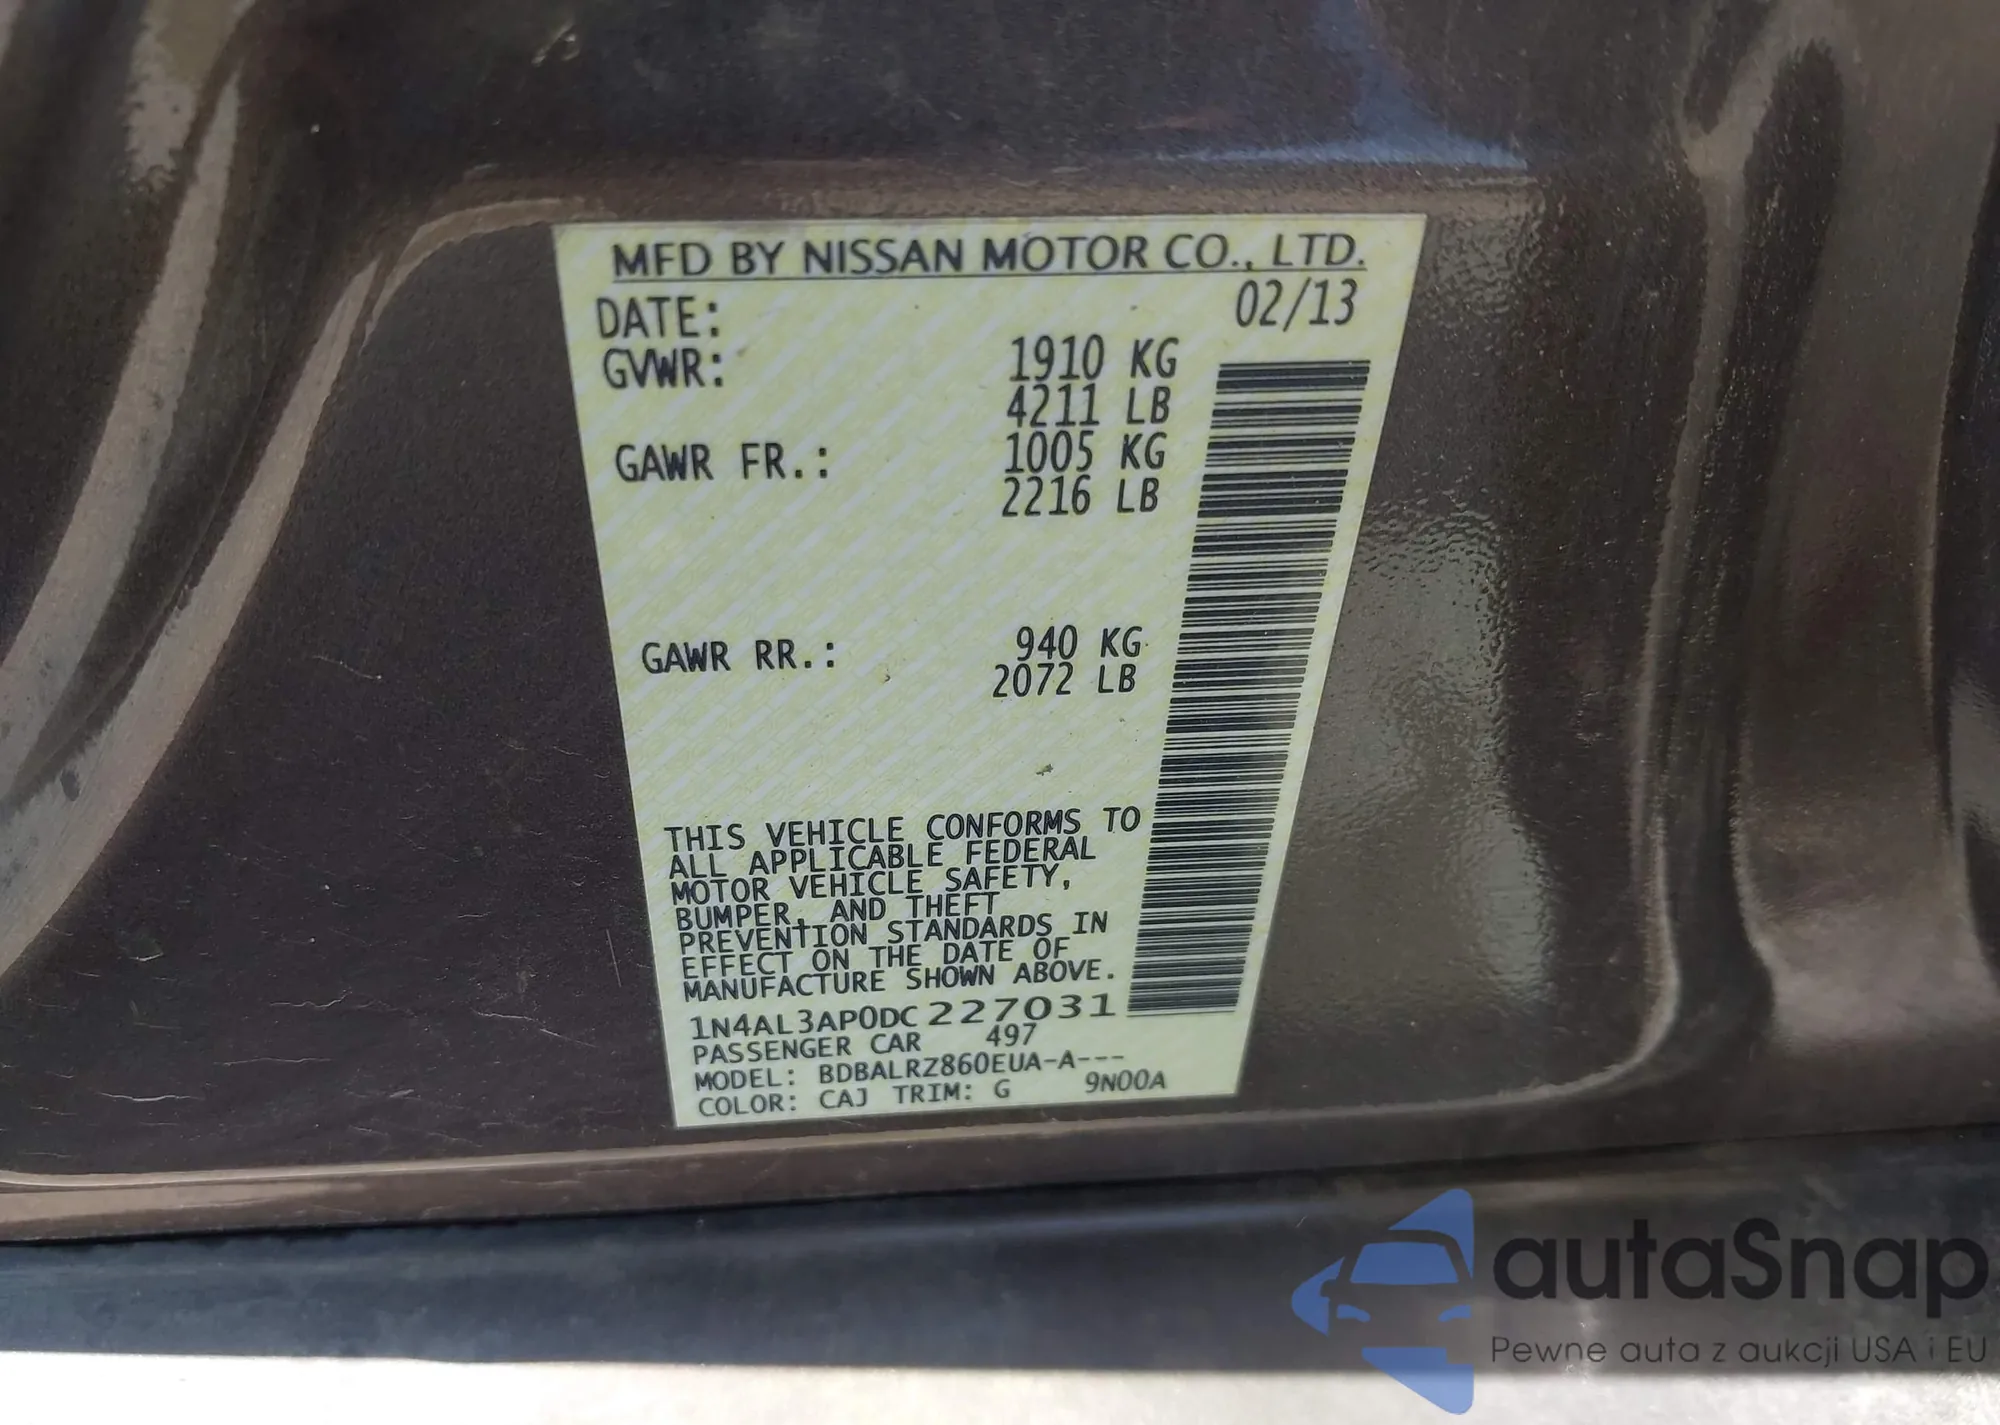 MFD BY NISSAN MOTOR CO., LTD.
DATE: 02/13
GVWR: 1910 KG
4211 LB
GAWR FR.: 1005 KG
2216 LB
GAWR RR.: 940 KG
2072 LB
THIS VEHICLE CONFORMS TO
ALL APPLICABLE FEDERAL
MOTOR VEHICLE SAFETY,
BUMPER, AND THEFT
PREVENTION STANDARDS IN
EFFECT ON THE DATE OF
MANUFACTURE SHOWN ABOVE.
1N4AL3AP0DC227031
PASSENGER CAR 497
MODEL: BDBALRZ860EUA-A---
COLOR: CAJ TRIM: G 9N00A
autaSnap
Pewne auta z aukcji USA i EU